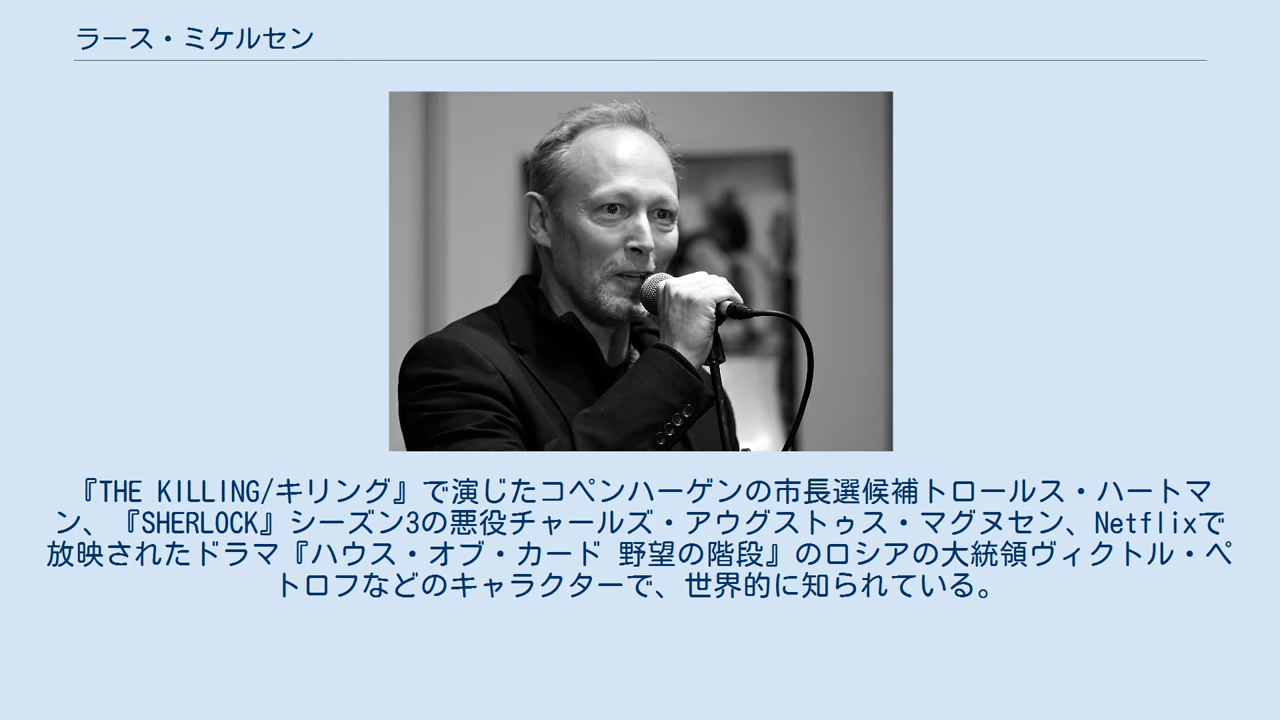 ラース・ミケルセン
『THE KILLING/キリング』で演じたコペンハーゲンの市長選候補トロールス・ハートマ
ン、『SHERLOCK』シーズン3の悪役チャールズ・アウグストゥス・マグヌセン、Netflixで
放映されたドラマ『ハウス・オブ・カード 野望の階段』のロシアの大統領ヴィクトル・ペ
トロフなどのキャラクターで、世界的に知られている。